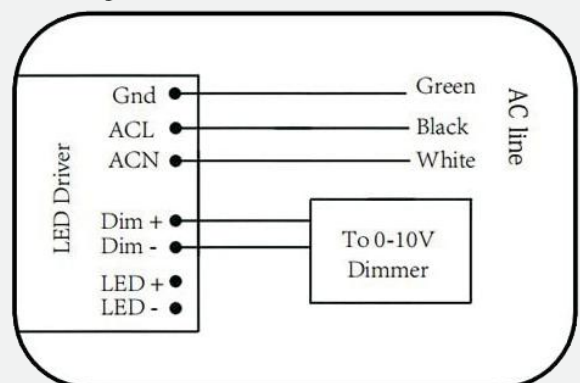 Gnd
Green
ACL
Black
ACN
White
AC line
LED Driver
Dim +
Dim -
To 0-10V
Dimmer
LED +
LED -